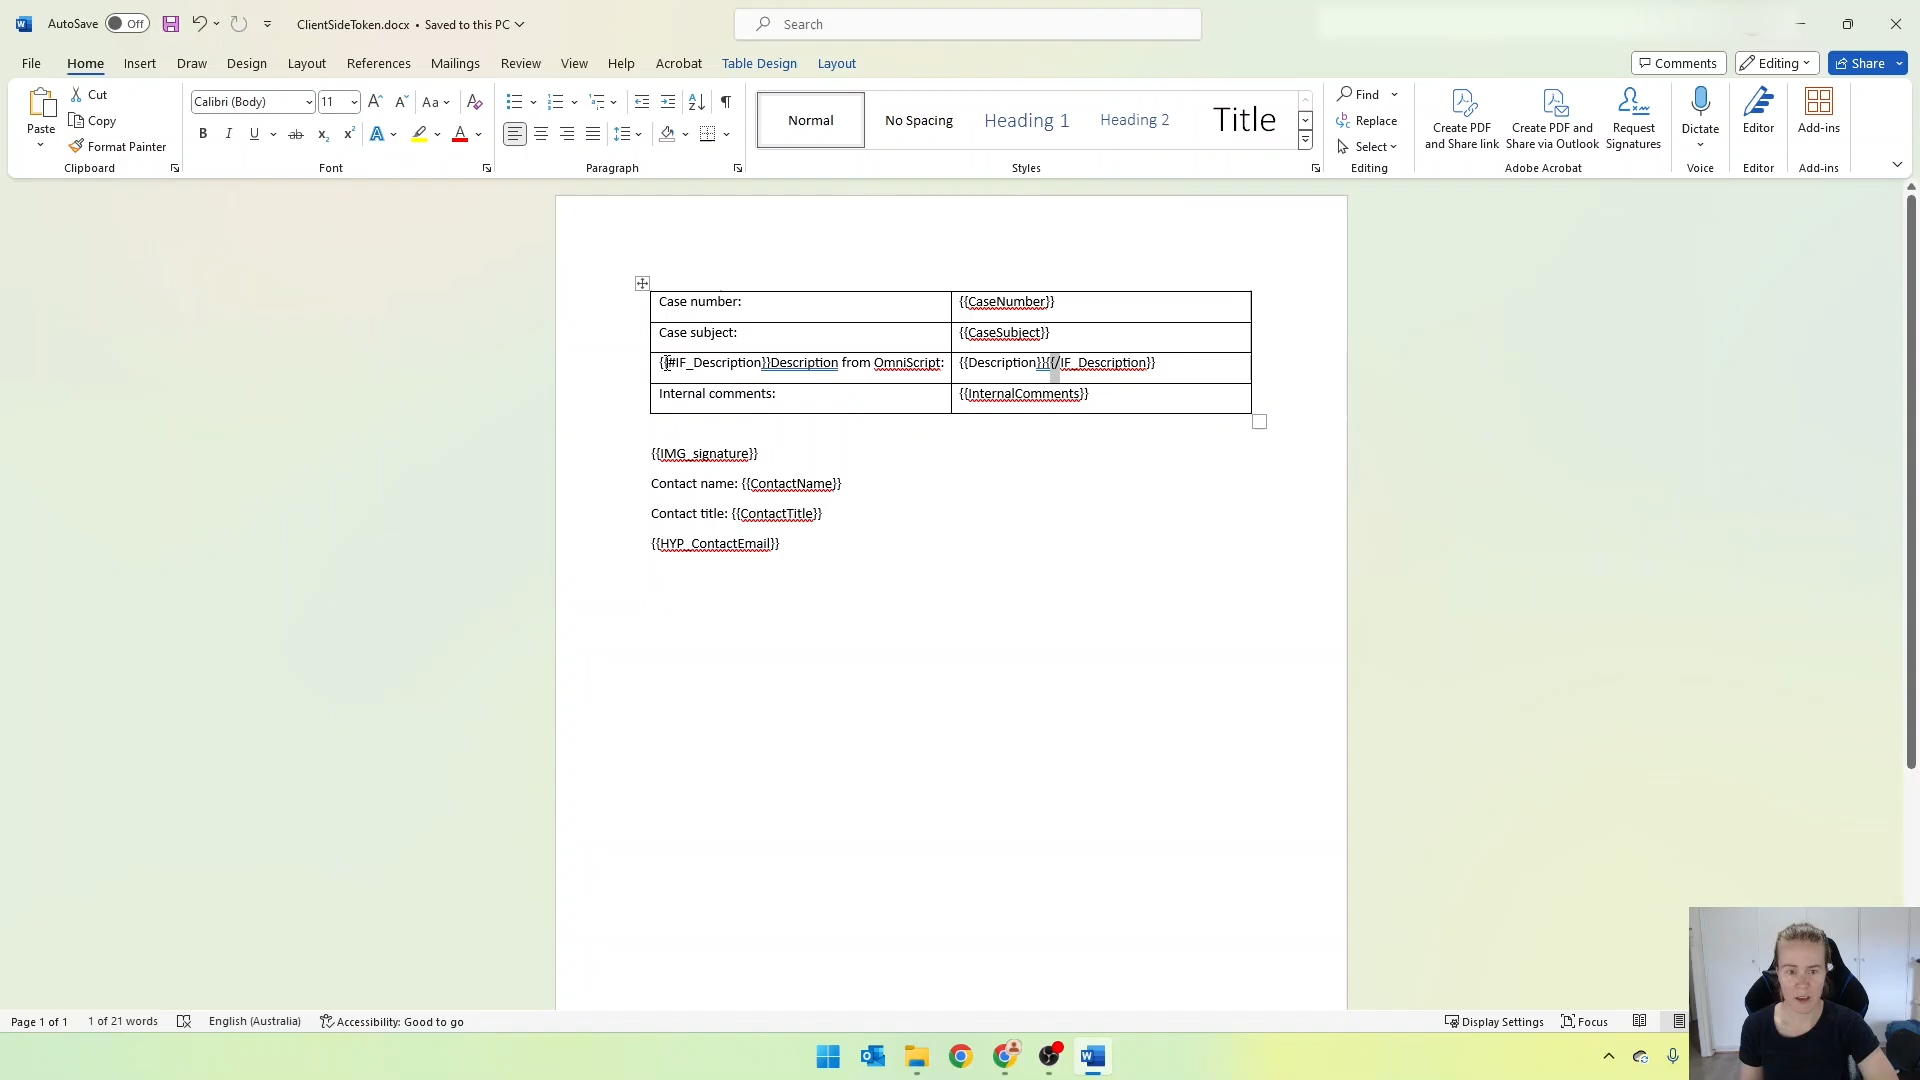 AutoSave Off ClientSideToken.docx • Saved to this PC Search
File Home Insert Draw Design Layout References Mailings Review View Help Acrobat Table Design Layout Comments Editing Share
Paste Cut Copy Format Painter
Clipboard
Calibri (Body) 11 Aa
B I U ab x₂ x² A A
Font
Paragraph
Normal No Spacing Heading 1 Heading 2 Title
Styles
Find Replace Select
Editing
Create PDF and Share link
Create PDF and Share via Outlook
Request Signatures
Adobe Acrobat
Dictate
Voice
Editor
Editor
Add-ins
Add-ins
Case number: {{CaseNumber}}
Case subject: {{CaseSubject}}
{{#IF_Description}}Description from OmniScript: {{Description}}{{/IF_Description}}
Internal comments: {{InternalComments}}
{{IMG_signature}}
Contact name: {{ContactName}}
Contact title: {{ContactTitle}}
{{HYP_ContactEmail}}
Page 1 of 1 1 of 21 words English (Australia) Accessibility: Good to go Display Settings Focus